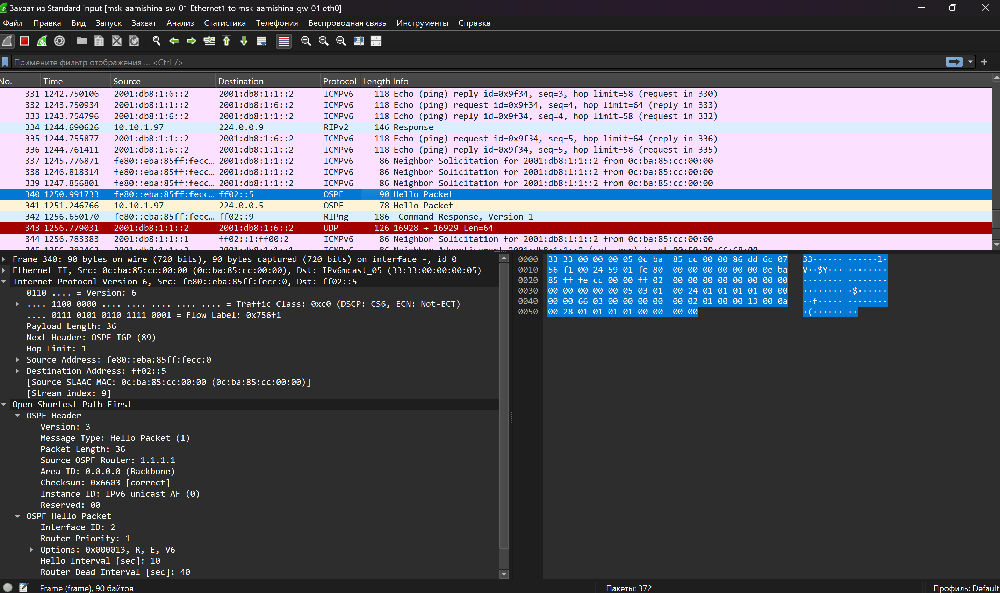 Захват из Standard input [msk-aamishina-sw-01 Ethernet1 to msk-aamishina-gw-01 eth0]
Файл Правка Вид Запуск Захват Анализ Статистика Телефония Беспроводная связь Инструменты Справка
Примените фильтр отображения ... <Ctrl-/>
No. Time Source Destination Protocol Length Info
331 1242.750106 2001:db8:1:6::2 2001:db8:1:1::2 ICMPv6 118 Echo (ping) reply id=0x9f34, seq=3, hop limit=58 (request in 330)
332 1243.750934 2001:db8:1:1::2 2001:db8:1:6::2 ICMPv6 118 Echo (ping) request id=0x9f34, seq=4, hop limit=64 (reply in 333)
333 1243.754796 2001:db8:1:6::2 2001:db8:1:1::2 ICMPv6 118 Echo (ping) reply id=0x9f34, seq=4, hop limit=58 (request in 332)
334 1244.690626 10.10.1.97 224.0.0.9 RIPv2 146 Response
335 1244.755877 2001:db8:1:1::2 2001:db8:1:6::2 ICMPv6 118 Echo (ping) request id=0x9f34, seq=5, hop limit=64 (reply in 336)
336 1244.761411 2001:db8:1:6::2 2001:db8:1:1::2 ICMPv6 118 Echo (ping) reply id=0x9f34, seq=5, hop limit=58 (request in 335)
337 1245.776871 fe80::eba:85ff:fecc… 2001:db8:1:1::2 ICMPv6 86 Neighbor Solicitation for 2001:db8:1:1::2 from 0c:ba:85:cc:00:00
338 1246.818314 fe80::eba:85ff:fecc… 2001:db8:1:1::2 ICMPv6 86 Neighbor Solicitation for 2001:db8:1:1::2 from 0c:ba:85:cc:00:00
339 1247.856801 fe80::eba:85ff:fecc… 2001:db8:1:1::2 ICMPv6 86 Neighbor Solicitation for 2001:db8:1:1::2 from 0c:ba:85:cc:00:00
340 1250.991733 fe80::eba:85ff:fecc… ff02::5 OSPF 90 Hello Packet
341 1251.246766 10.10.1.97 224.0.0.5 OSPF 78 Hello Packet
342 1256.650170 fe80::eba:85ff:fecc… ff02::9 RIPng 186 Command Response, Version 1
343 1256.779031 2001:db8:1:1::2 2001:db8:1:6::2 UDP 126 16928 → 16929 Len=64
344 1256.783383 2001:db8:1:1::1 ff02::1:ff00:2 ICMPv6 86 Neighbor Solicitation for 2001:db8:1:1::2 from 0c:ba:85:cc:00:00
Frame 340: 90 bytes on wire (720 bits), 90 bytes captured (720 bits) on interface -, id 0
Ethernet II, Src: 0c:ba:85:cc:00:00 (0c:ba:85:cc:00:00), Dst: IPv6mcast_05 (33:33:00:00:00:05)
Internet Protocol Version 6, Src: fe80::eba:85ff:fecc:0, Dst: ff02::5
0110 .... = Version: 6
.... 1100 0000 .... .... .... .... .... = Traffic Class: 0xc0 (DSCP: CS6, ECN: Not-ECT)
.... 0111 0101 0110 1111 0001 = Flow Label: 0x756f1
Payload Length: 36
Next Header: OSPF IGP (89)
Hop Limit: 1
Source Address: fe80::eba:85ff:fecc:0
Destination Address: ff02::5
[Source SLAAC MAC: 0c:ba:85:cc:00:00 (0c:ba:85:cc:00:00)]
[Stream index: 9]
Open Shortest Path First
OSPF Header
Version: 3
Message Type: Hello Packet (1)
Packet Length: 36
Source OSPF Router: 1.1.1.1
Area ID: 0.0.0.0 (Backbone)
Checksum: 0x6603 [correct]
Instance ID: IPv6 unicast AF (0)
Reserved: 00
OSPF Hello Packet
Interface ID: 2
Router Priority: 1
Options: 0x000013, R, E, V6
Hello Interval [sec]: 10
Router Dead Interval [sec]: 40
0000 33 33 00 00 00 05 0c ba 85 cc 00 00 86 dd 6c 07 33······ ······l·
0010 56 f1 00 24 59 01 fe 80 00 00 00 00 00 00 0e ba V··$Y··· ········
0020 85 ff fe cc 00 00 ff 02 00 00 00 00 00 00 00 00 ········ ········
0030 00 00 00 00 00 05 03 01 00 24 01 01 01 01 00 00 ········ ·$······
0040 00 00 66 03 00 00 00 00 00 02 01 00 00 13 00 0a ··f····· ········
0050 00 28 01 01 01 01 00 00 00 00 ·(······ ··
Frame (frame), 90 байтов
Пакеты: 372
Профиль: Default